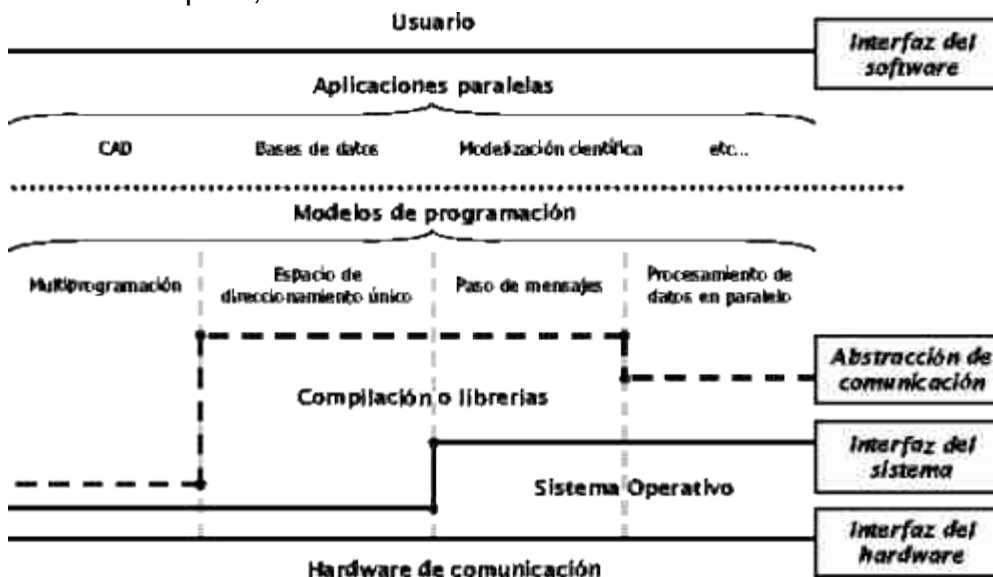 Usuario
Interfaz del
software
Aplicaciones paralelas
CAD Bases de datos Modelización científica etc...
Modelos de programación
Multiprogramación
Espacio de
direccionamiento único
Paso de mensajes
Procesamiento de
datos en paralelo
Abstracción de
comunicación
Compilación o librerias
Interfaz del
sistema
Sistema Operativo
Interfaz del
hardware
Hardware de comunicación